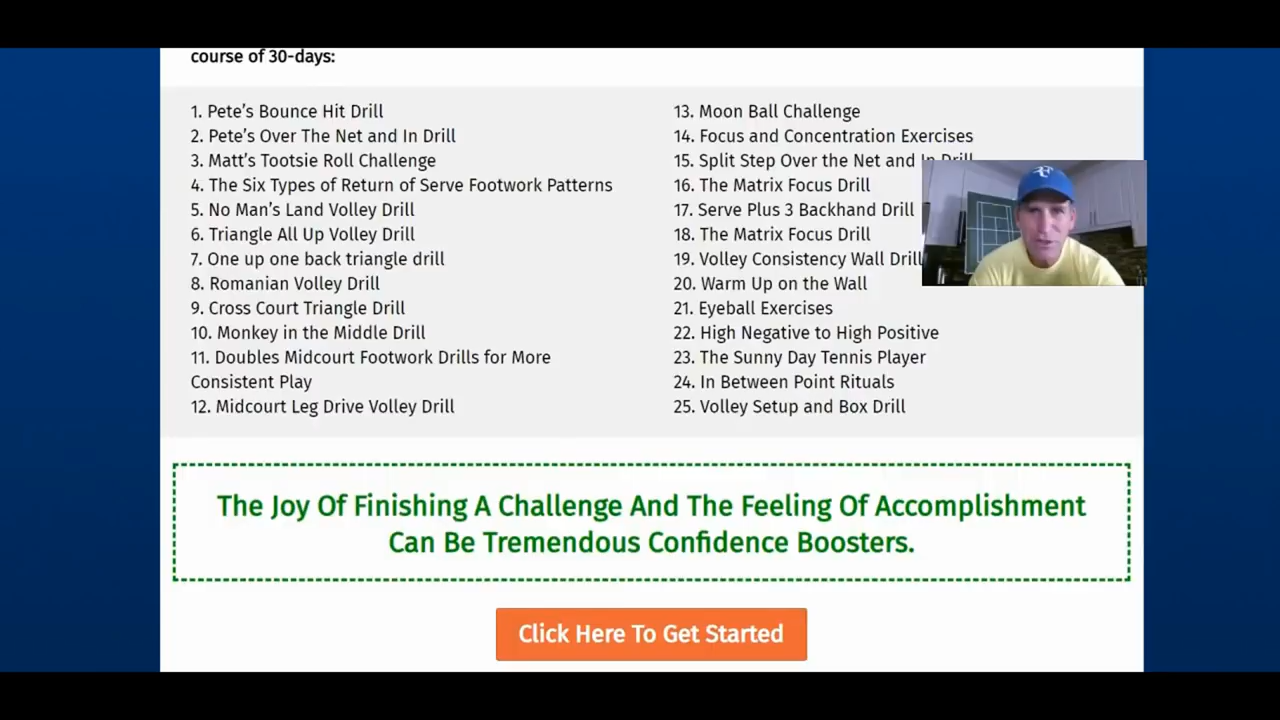 course of 30-days:
1. Pete’s Bounce Hit Drill
2. Pete’s Over The Net and In Drill
3. Matt’s Tootsie Roll Challenge
4. The Six Types of Return of Serve Footwork Patterns
5. No Man’s Land Volley Drill
6. Triangle All Up Volley Drill
7. One up one back triangle drill
8. Romanian Volley Drill
9. Cross Court Triangle Drill
10. Monkey in the Middle Drill
11. Doubles Midcourt Footwork Drills for More
Consistent Play
12. Midcourt Leg Drive Volley Drill
13. Moon Ball Challenge
14. Focus and Concentration Exercises
15. Split Step Over the Net and In Drill
16. The Matrix Focus Drill
17. Serve Plus 3 Backhand Drill
18. The Matrix Focus Drill
19. Volley Consistency Wall Drill
20. Warm Up on the Wall
21. Eyeball Exercises
22. High Negative to High Positive
23. The Sunny Day Tennis Player
24. In Between Point Rituals
25. Volley Setup and Box Drill
The Joy Of Finishing A Challenge And The Feeling Of Accomplishment
Can Be Tremendous Confidence Boosters.
Click Here To Get Started